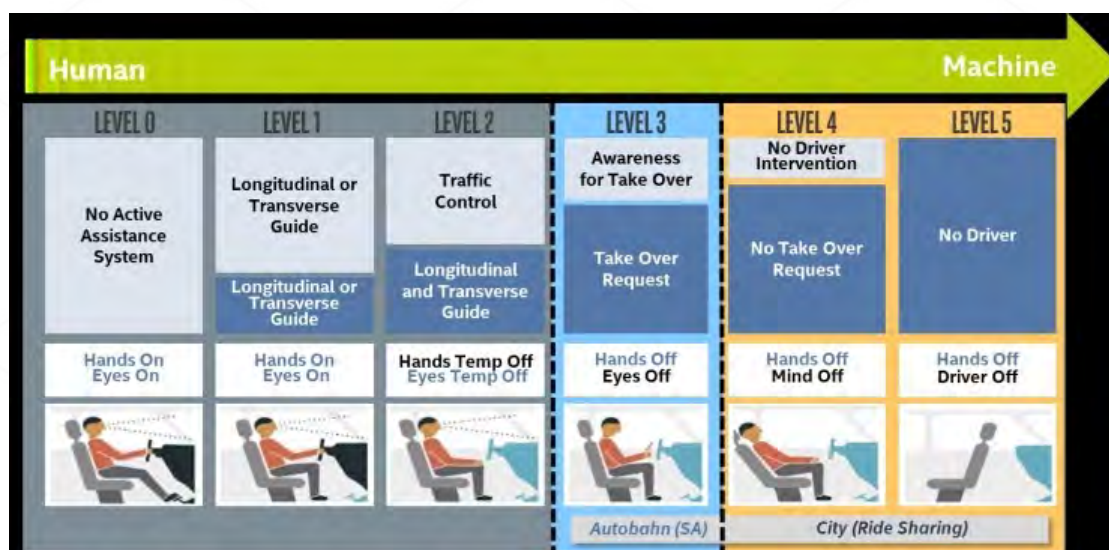 Human
Machine
LEVEL 0
LEVEL 1
LEVEL 2
LEVEL 3
LEVEL 4
LEVEL 5
No Active
Assistance
System
Longitudinal or
Transverse
Guide
Longitudinal or
Transverse
Guide
Traffic
Control
Longitudinal
and Transverse
Guide
Awareness
for Take Over
Take Over
Request
No Driver
Intervention
No Take Over
Request
No Driver
Hands On
Eyes On
Hands On
Eyes On
Hands Temp Off
Eyes Temp Off
Hands Off
Eyes Off
Hands Off
Mind Off
Hands Off
Driver Off
Autobahn (SA)
City (Ride Sharing)